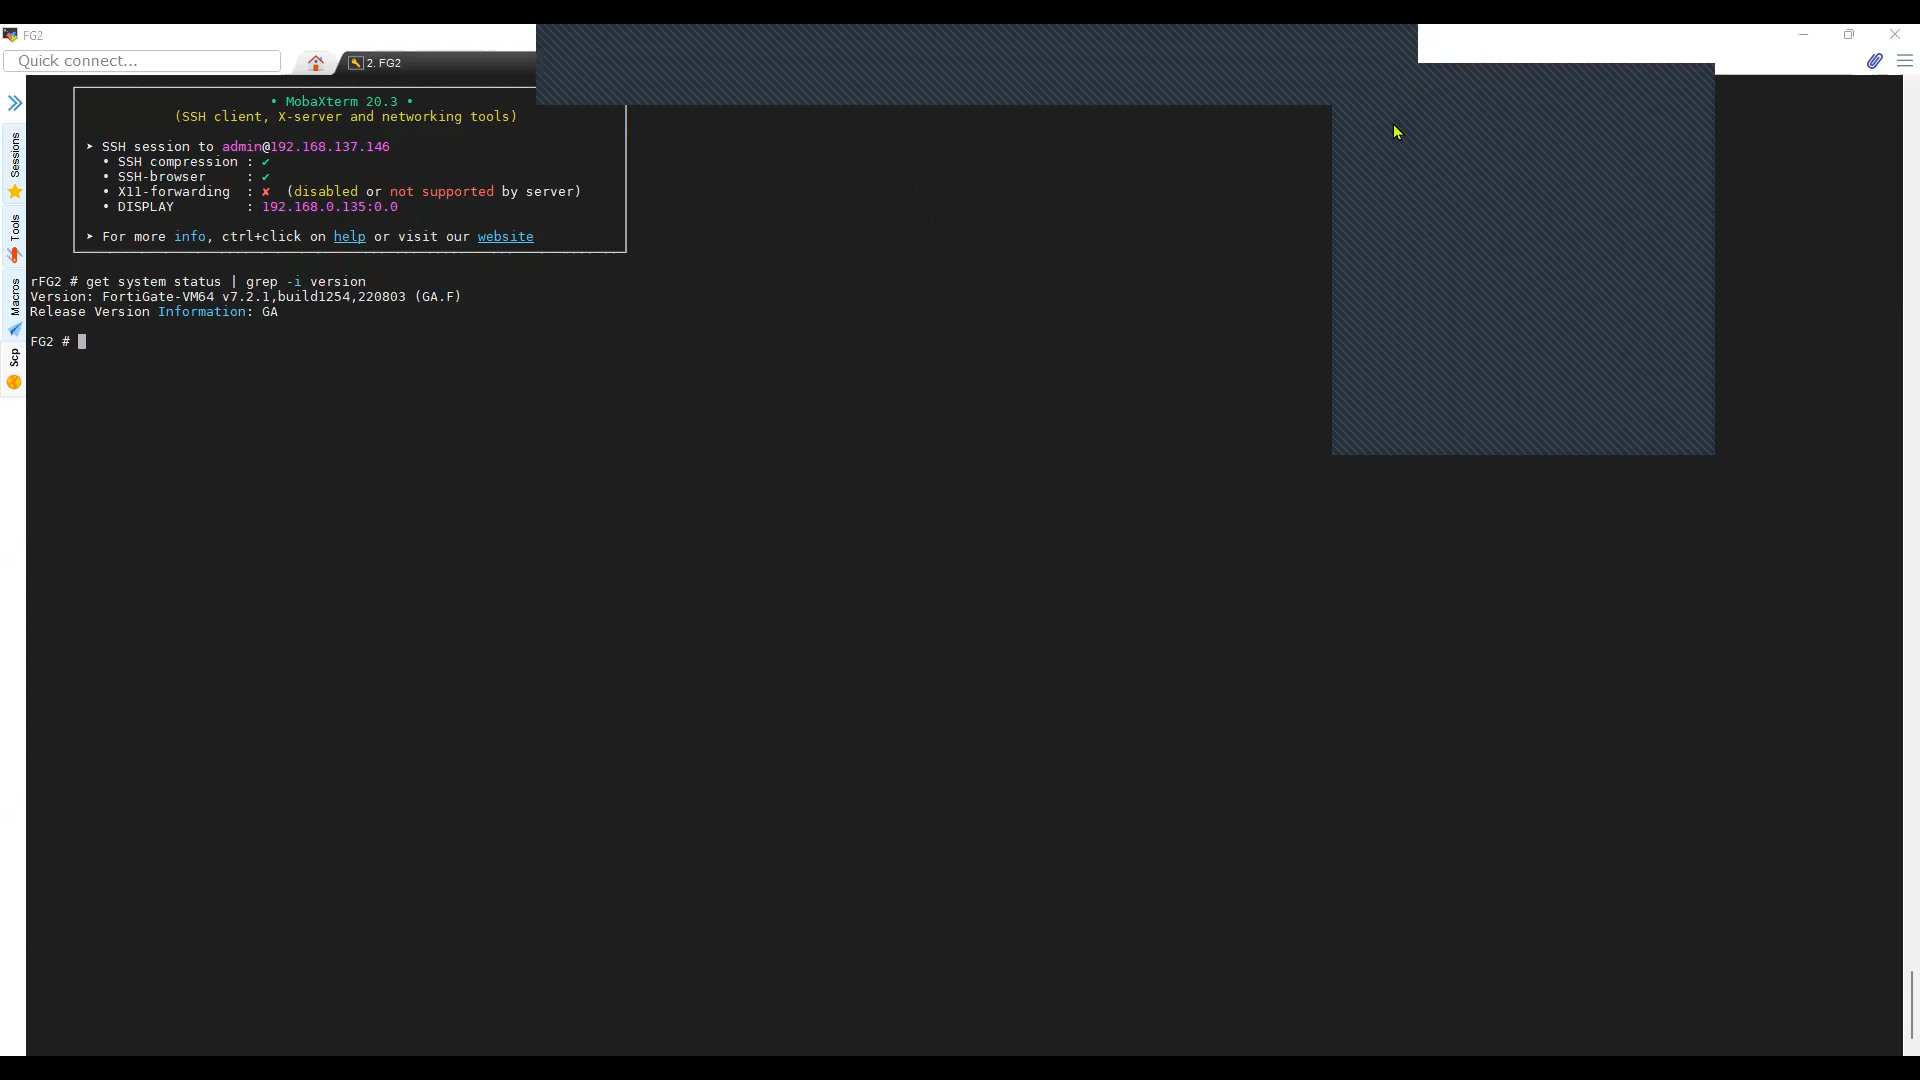 FG2
Quick connect...
2. FG2
• MobaXterm 20.3 •
(SSH client, X-server and networking tools)
➤ SSH session to admin@192.168.137.146
• SSH compression : ✔
• SSH-browser : ✔
• X11-forwarding : ✘ (disabled or not supported by server)
• DISPLAY : 192.168.0.135:0.0
➤ For more info, ctrl+click on help or visit our website
rFG2 # get system status | grep -i version
Version: FortiGate-VM64 v7.2.1,build1254,220803 (GA.F)
Release Version Information: GA
FG2 #
Sessions
Tools
Macros
Scp